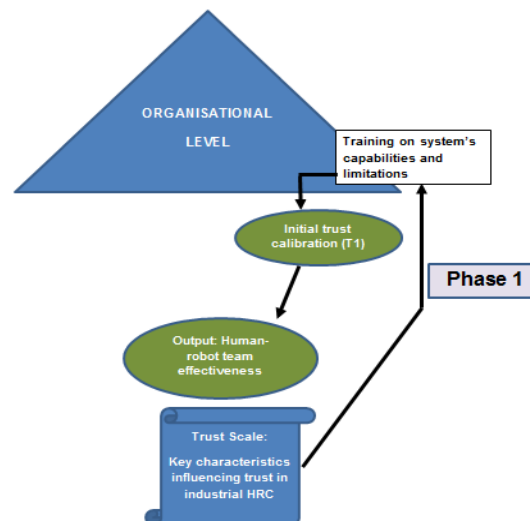 ORGANISATIONAL
LEVEL
Training on system's
capabilities and
limitations
Initial trust
calibration (T1)
Phase 1
Output: Human-
robot team
effectiveness
Trust Scale:
Key characteristics
influencing trust in
industrial HRC